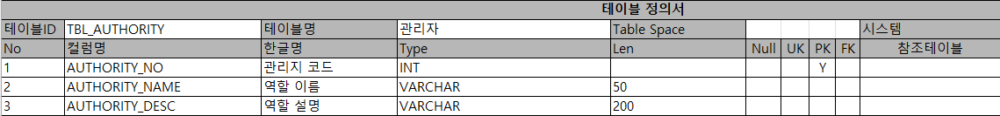 테이블 정의서
테이블ID TBL_AUTHORITY 테이블명 관리자 Table Space 시스템
No 컬럼명 한글명 Type Len Null UK PK FK 참조테이블
1 AUTHORITY_NO 관리지 코드 INT Y
2 AUTHORITY_NAME 역할 이름 VARCHAR 50
3 AUTHORITY_DESC 역할 설명 VARCHAR 200